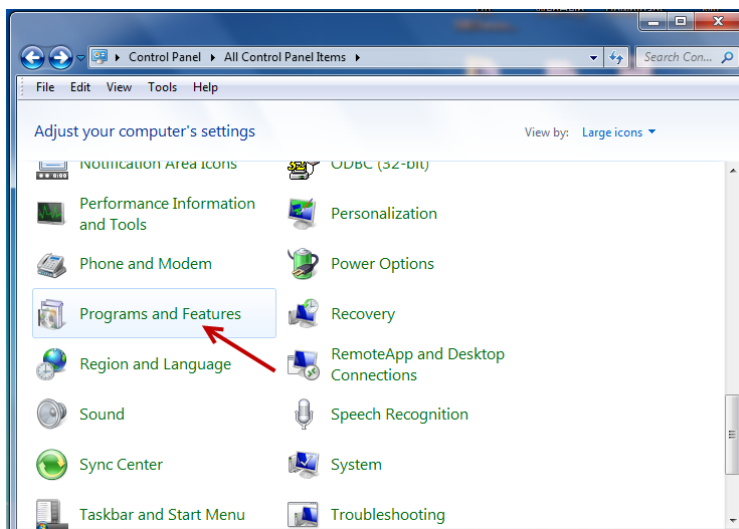 Control Panel ▸ All Control Panel Items ▸
Search Con...
File Edit View Tools Help
Adjust your computer's settings
View by: Large icons
Notification Area Icons
ODBC (32-bit)
Performance Information
and Tools
Personalization
Phone and Modem
Power Options
Programs and Features
Recovery
Region and Language
RemoteApp and Desktop
Connections
Sound
Speech Recognition
Sync Center
System
Taskbar and Start Menu
Troubleshooting